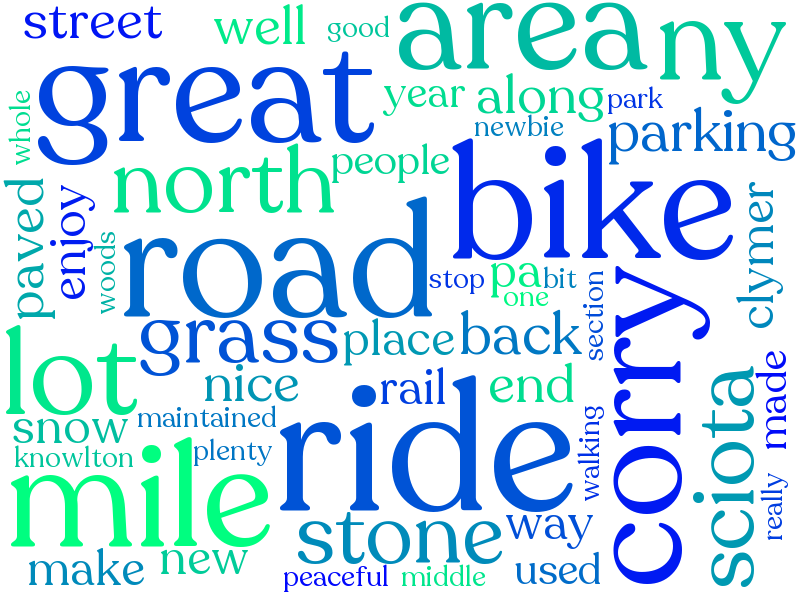 street
well
good
area
ny
great
year
along
park
whole
newbie
parking
people
north
bike
paved
enjoy
woods
road
stop
pa
bit
one
section
clymer
grass
place
back
corry
lot
nice
rail
end
sciota
made
snow
maintained
ride
walking
knowlton
plenty
mile
really
stone
way
make
new
peaceful
middle
used